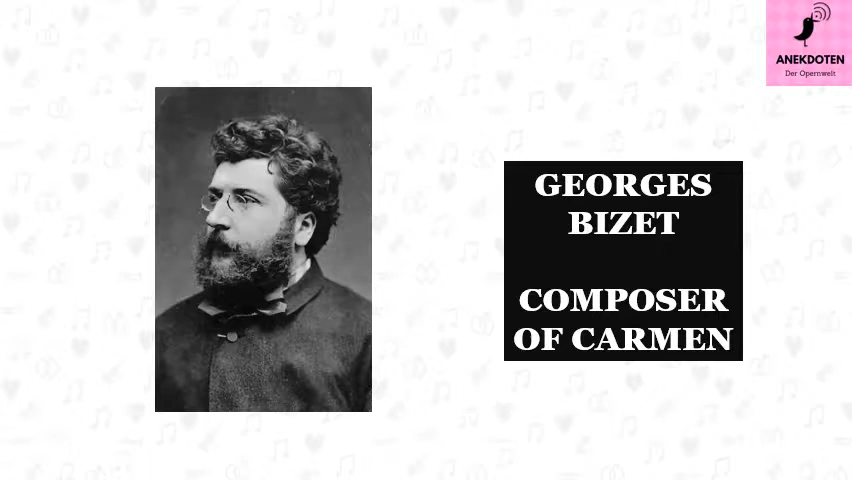 ANEKDOTEN
Der Opernwelt
GEORGES
BIZET
COMPOSER
OF CARMEN